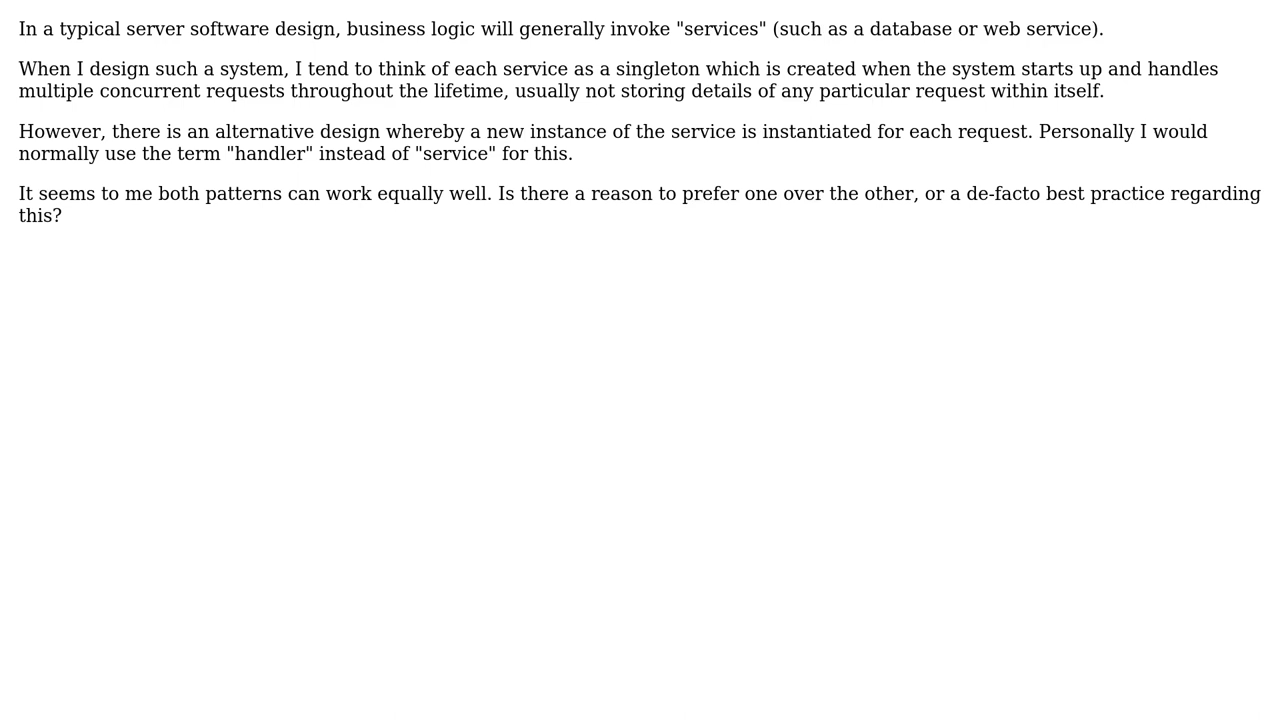 In a typical server software design, business logic will generally invoke "services" (such as a database or web service).
When I design such a system, I tend to think of each service as a singleton which is created when the system starts up and handles
multiple concurrent requests throughout the lifetime, usually not storing details of any particular request within itself.
However, there is an alternative design whereby a new instance of the service is instantiated for each request. Personally I would
normally use the term "handler" instead of "service" for this.
It seems to me both patterns can work equally well. Is there a reason to prefer one over the other, or a de-facto best practice regarding
this?